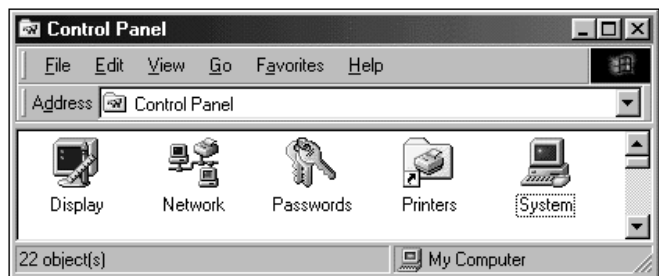 Control Panel
File Edit View Go Favorites Help
Address Control Panel
Display Network Passwords Printers System
22 object(s) My Computer